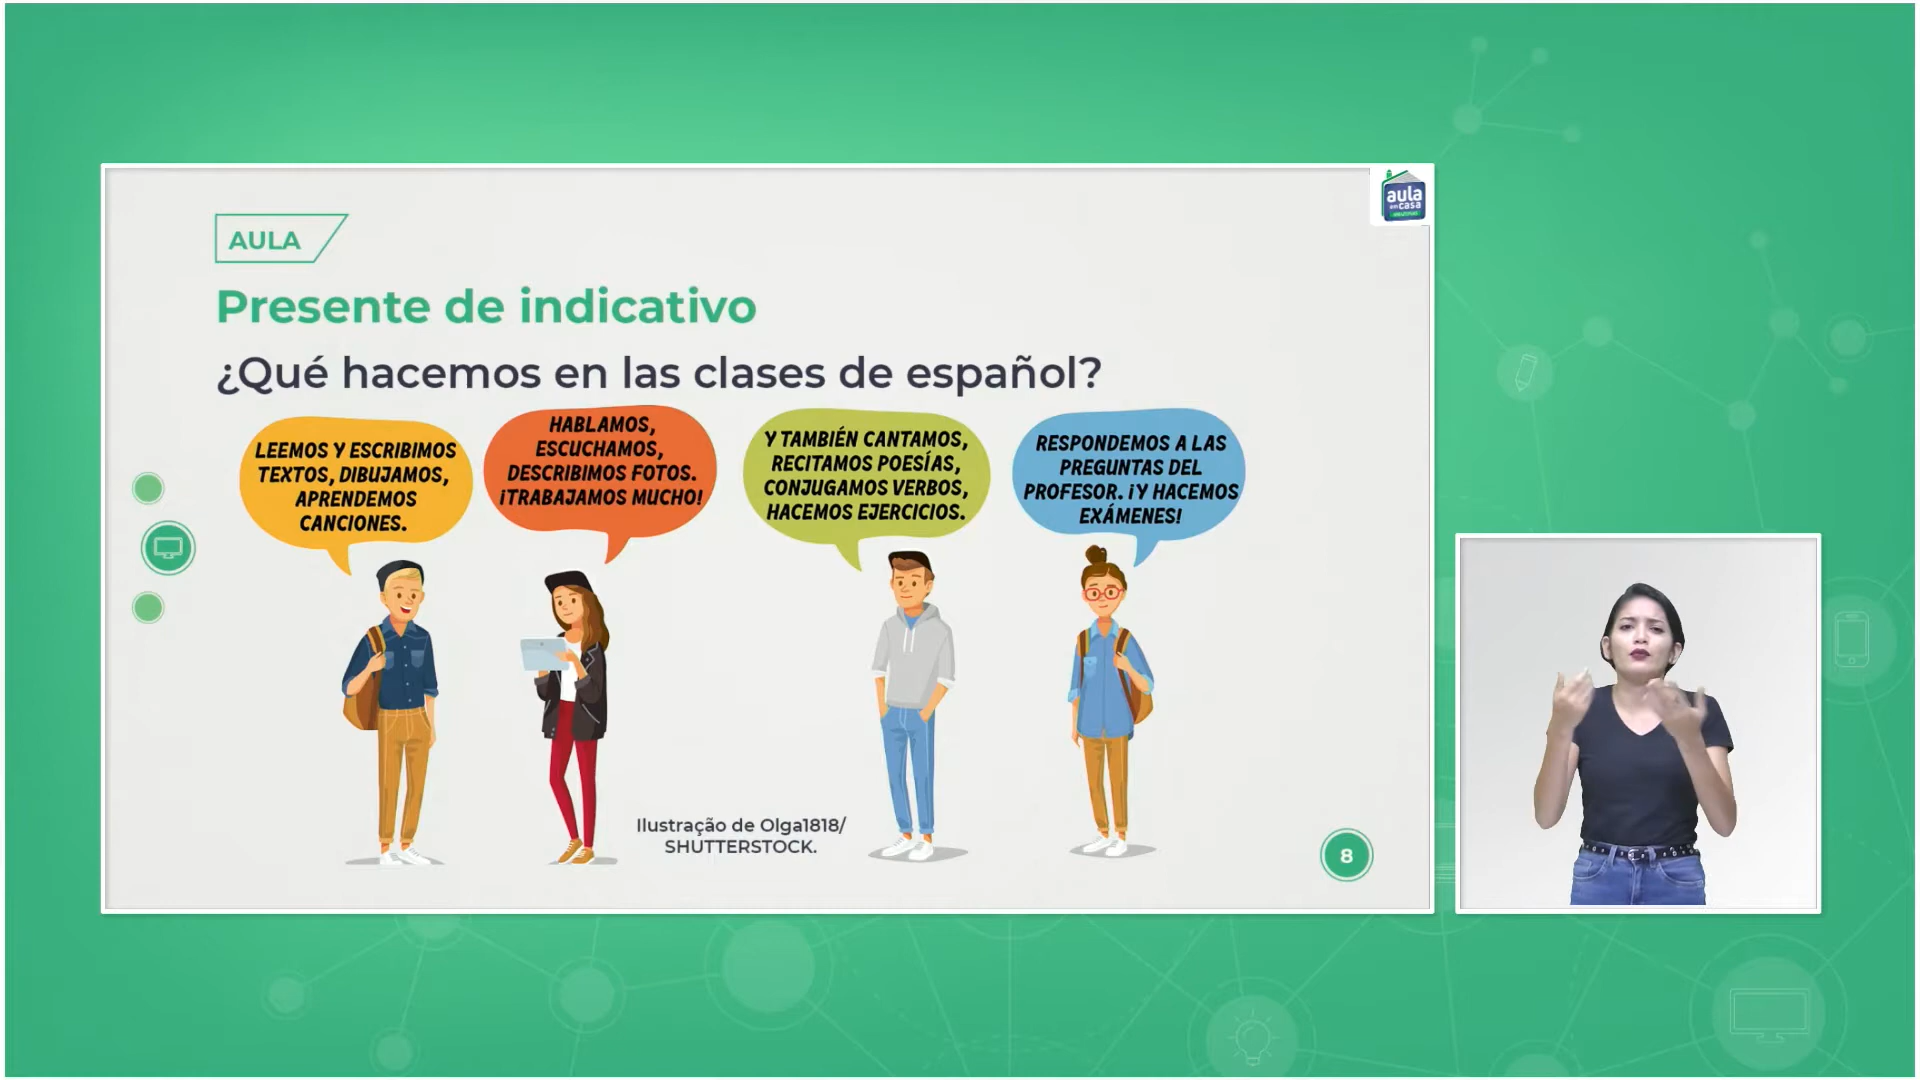 aula
em casa
AULA
Presente de indicativo
¿Qué hacemos en las clases de español?
LEEMOS Y ESCRIBIMOS
TEXTOS, DIBUJAMOS,
APRENDEMOS
CANCIONES.
HABLAMOS,
ESCUCHAMOS,
DESCRIBIMOS FOTOS.
¡TRABAJAMOS MUCHO!
Y TAMBIÉN CANTAMOS,
RECITAMOS POESÍAS,
CONJUGAMOS VERBOS,
HACEMOS EJERCICIOS.
RESPONDEMOS A LAS
PREGUNTAS DEL
PROFESOR. ¡Y HACEMOS
EXÁMENES!
Ilustração de Olga1818/
SHUTTERSTOCK.
8